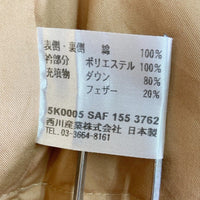 表側・裏側　綿　100%
衿部分　ポリエステル　100%
充填物　ダウン　80%
フェザー　20%
5K0005 SAF 155 3762
西川産業株式会社　日本製
TEL. 03-3664-8161